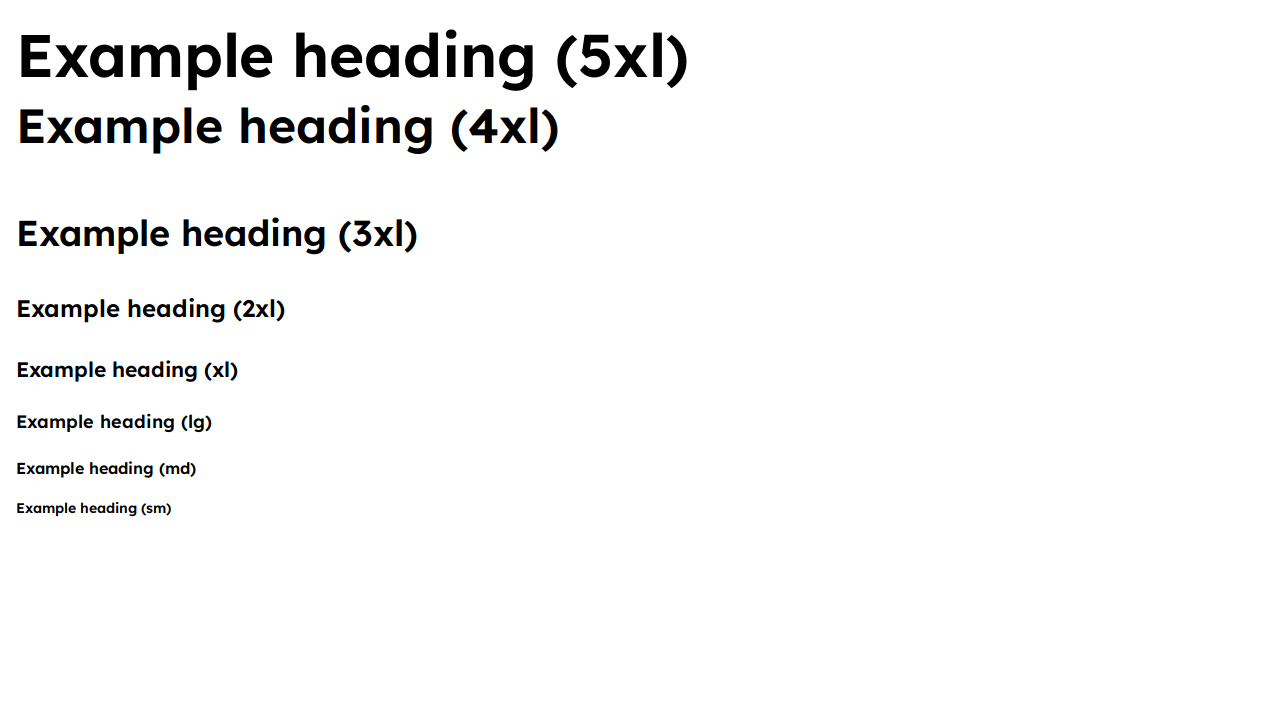 Example heading (5xl)
Example heading (4xl)
Example heading (3xl)
Example heading (2xl)
Example heading (xl)
Example heading (lg)
Example heading (md)
Example heading (sm)